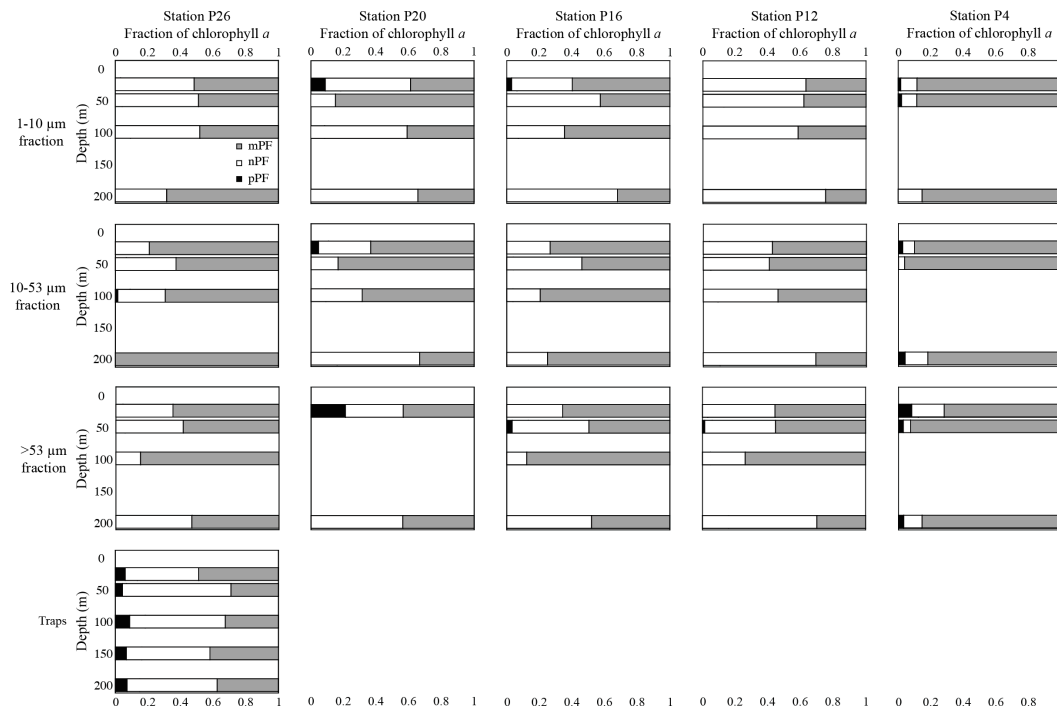 Station P26 Station P20 Station P16 Station P12 Station P4
Fraction of chlorophyll a Fraction of chlorophyll a Fraction of chlorophyll a Fraction of chlorophyll a Fraction of chlorophyll a
0 0.2 0.4 0.6 0.8 1 0 0.2 0.4 0.6 0.8 1 0 0.2 0.4 0.6 0.8 1 0 0.2 0.4 0.6 0.8 1 0 0.2 0.4 0.6 0.8
1-10 µm
fraction
Depth (m)
0
50
100
150
200
mPF
nPF
pPF
10-53 µm
fraction
Depth (m)
0
50
100
150
200
>53 µm
fraction
Depth (m)
0
50
100
150
200
Traps
Depth (m)
0
50
100
150
200
0 0.2 0.4 0.6 0.8 1 0 0.2 0.4 0.6 0.8 1 0 0.2 0.4 0.6 0.8 1 0 0.2 0.4 0.6 0.8 1 0 0.2 0.4 0.6 0.8